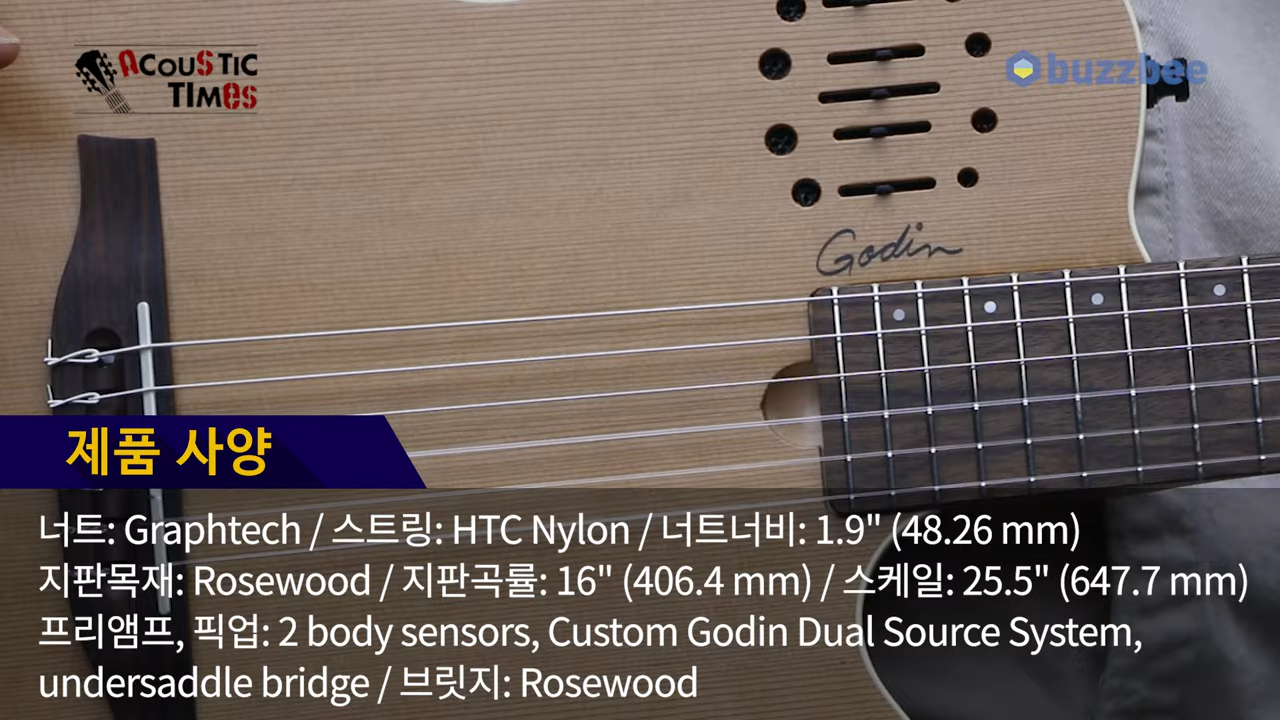 ACOUSTIC
TIMES
buzzbee
Godin
제품 사양
너트: Graphtech / 스트링: HTC Nylon / 너트너비: 1.9" (48.26 mm)
지판목재: Rosewood / 지판곡률: 16" (406.4 mm) / 스케일: 25.5" (647.7 mm)
프리앰프, 픽업: 2 body sensors, Custom Godin Dual Source System,
undersaddle bridge / 브릿지: Rosewood